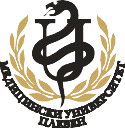 МЕДИЦИНСКИ УНИВЕРСИТЕТ
ПЛЕВЕН